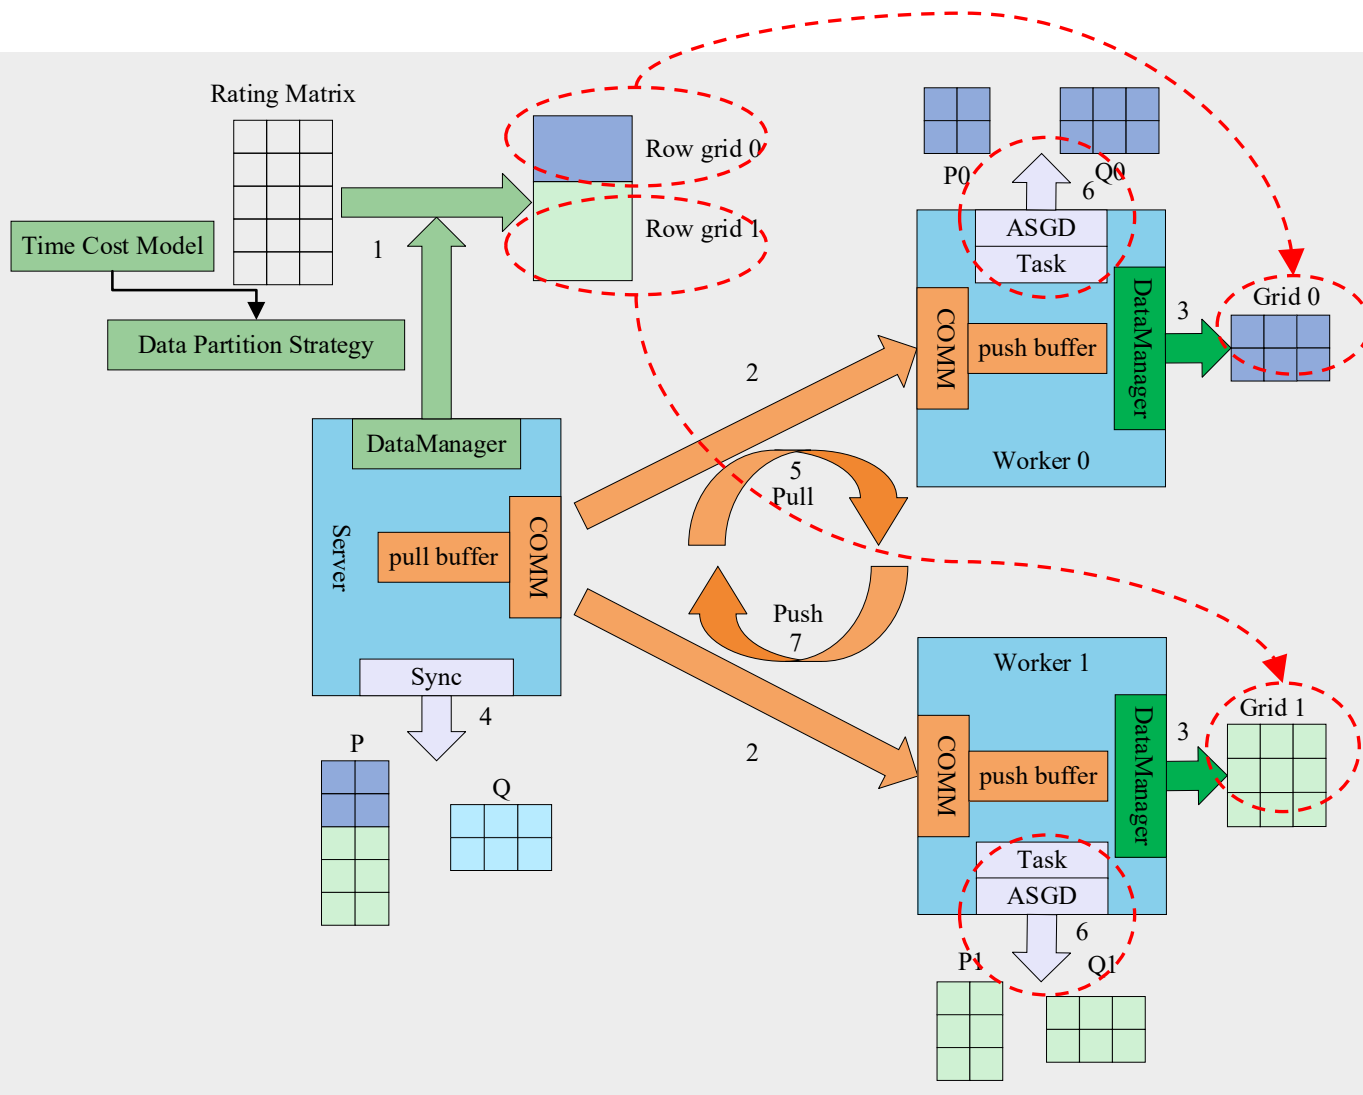 Rating Matrix
Row grid 0
Row grid 1
Time Cost Model
1
Data Partition Strategy
DataManager
Server
pull buffer
COMM
Sync
4
P
Q
2
2
5
Pull
Push
7
P0
Q0
6
ASGD
Task
COMM
push buffer
DataManager
3
Grid 0
Worker 0
Worker 1
COMM
push buffer
DataManager
3
Grid 1
Task
ASGD
6
P1
Q1